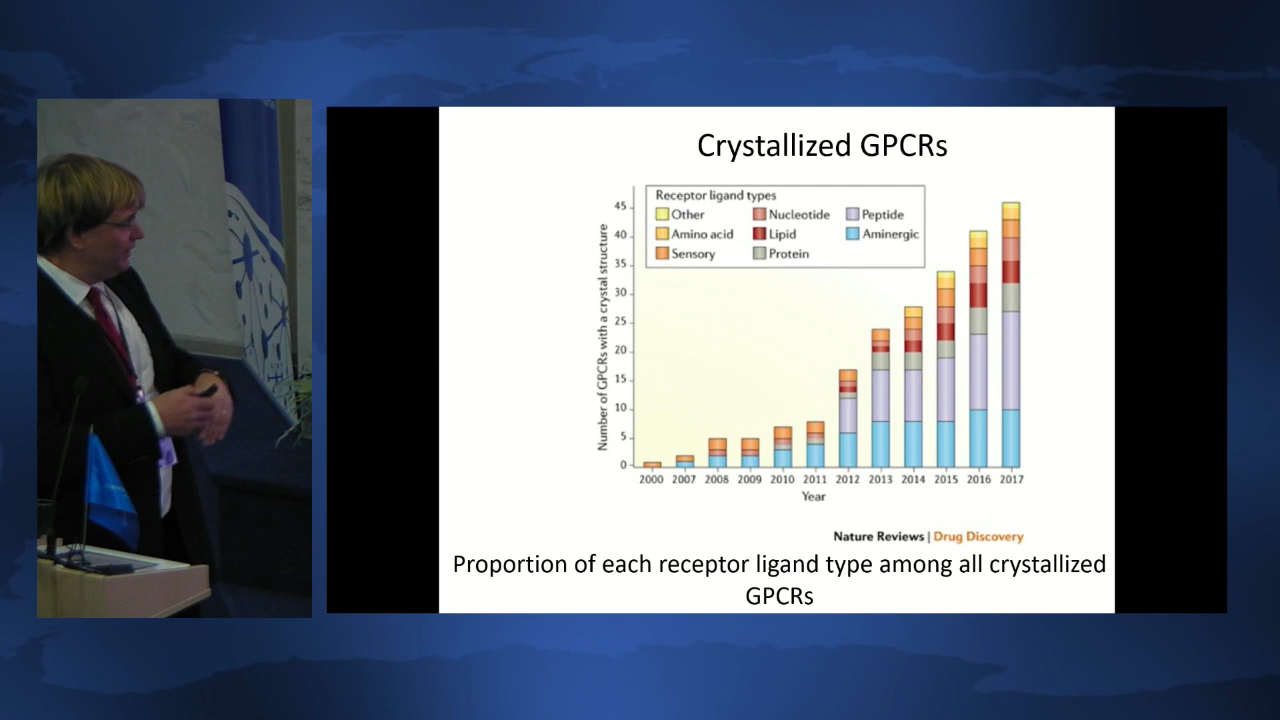 Crystallized GPCRs
Receptor ligand types
Other
Nucleotide
Peptide
Amino acid
Lipid
Aminergic
Sensory
Protein
Number of GPCRs with a crystal structure
45
40
35
30
25
20
15
10
5
0
2000 2007 2008 2009 2010 2011 2012 2013 2014 2015 2016 2017
Year
Nature Reviews | Drug Discovery
Proportion of each receptor ligand type among all crystallized
GPCRs